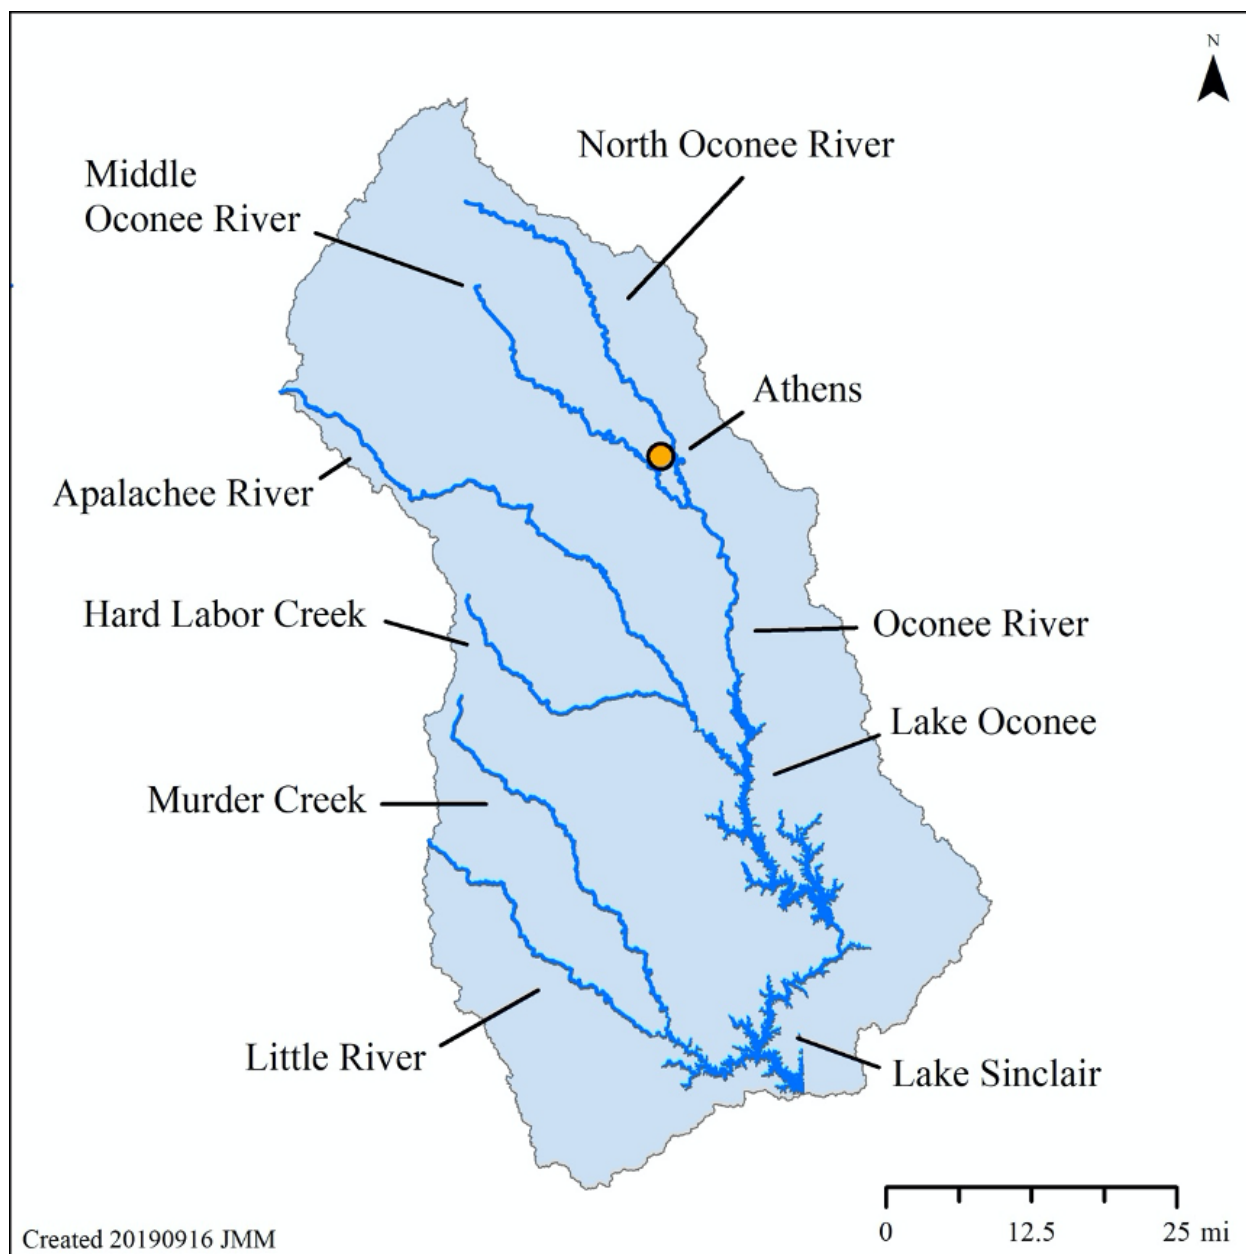 N
North Oconee River
Middle
Oconee River
Athens
Apalachee River
Hard Labor Creek
Oconee River
Lake Oconee
Murder Creek
Little River
Lake Sinclair
0 12.5 25 mi
Created 20190916 JMM